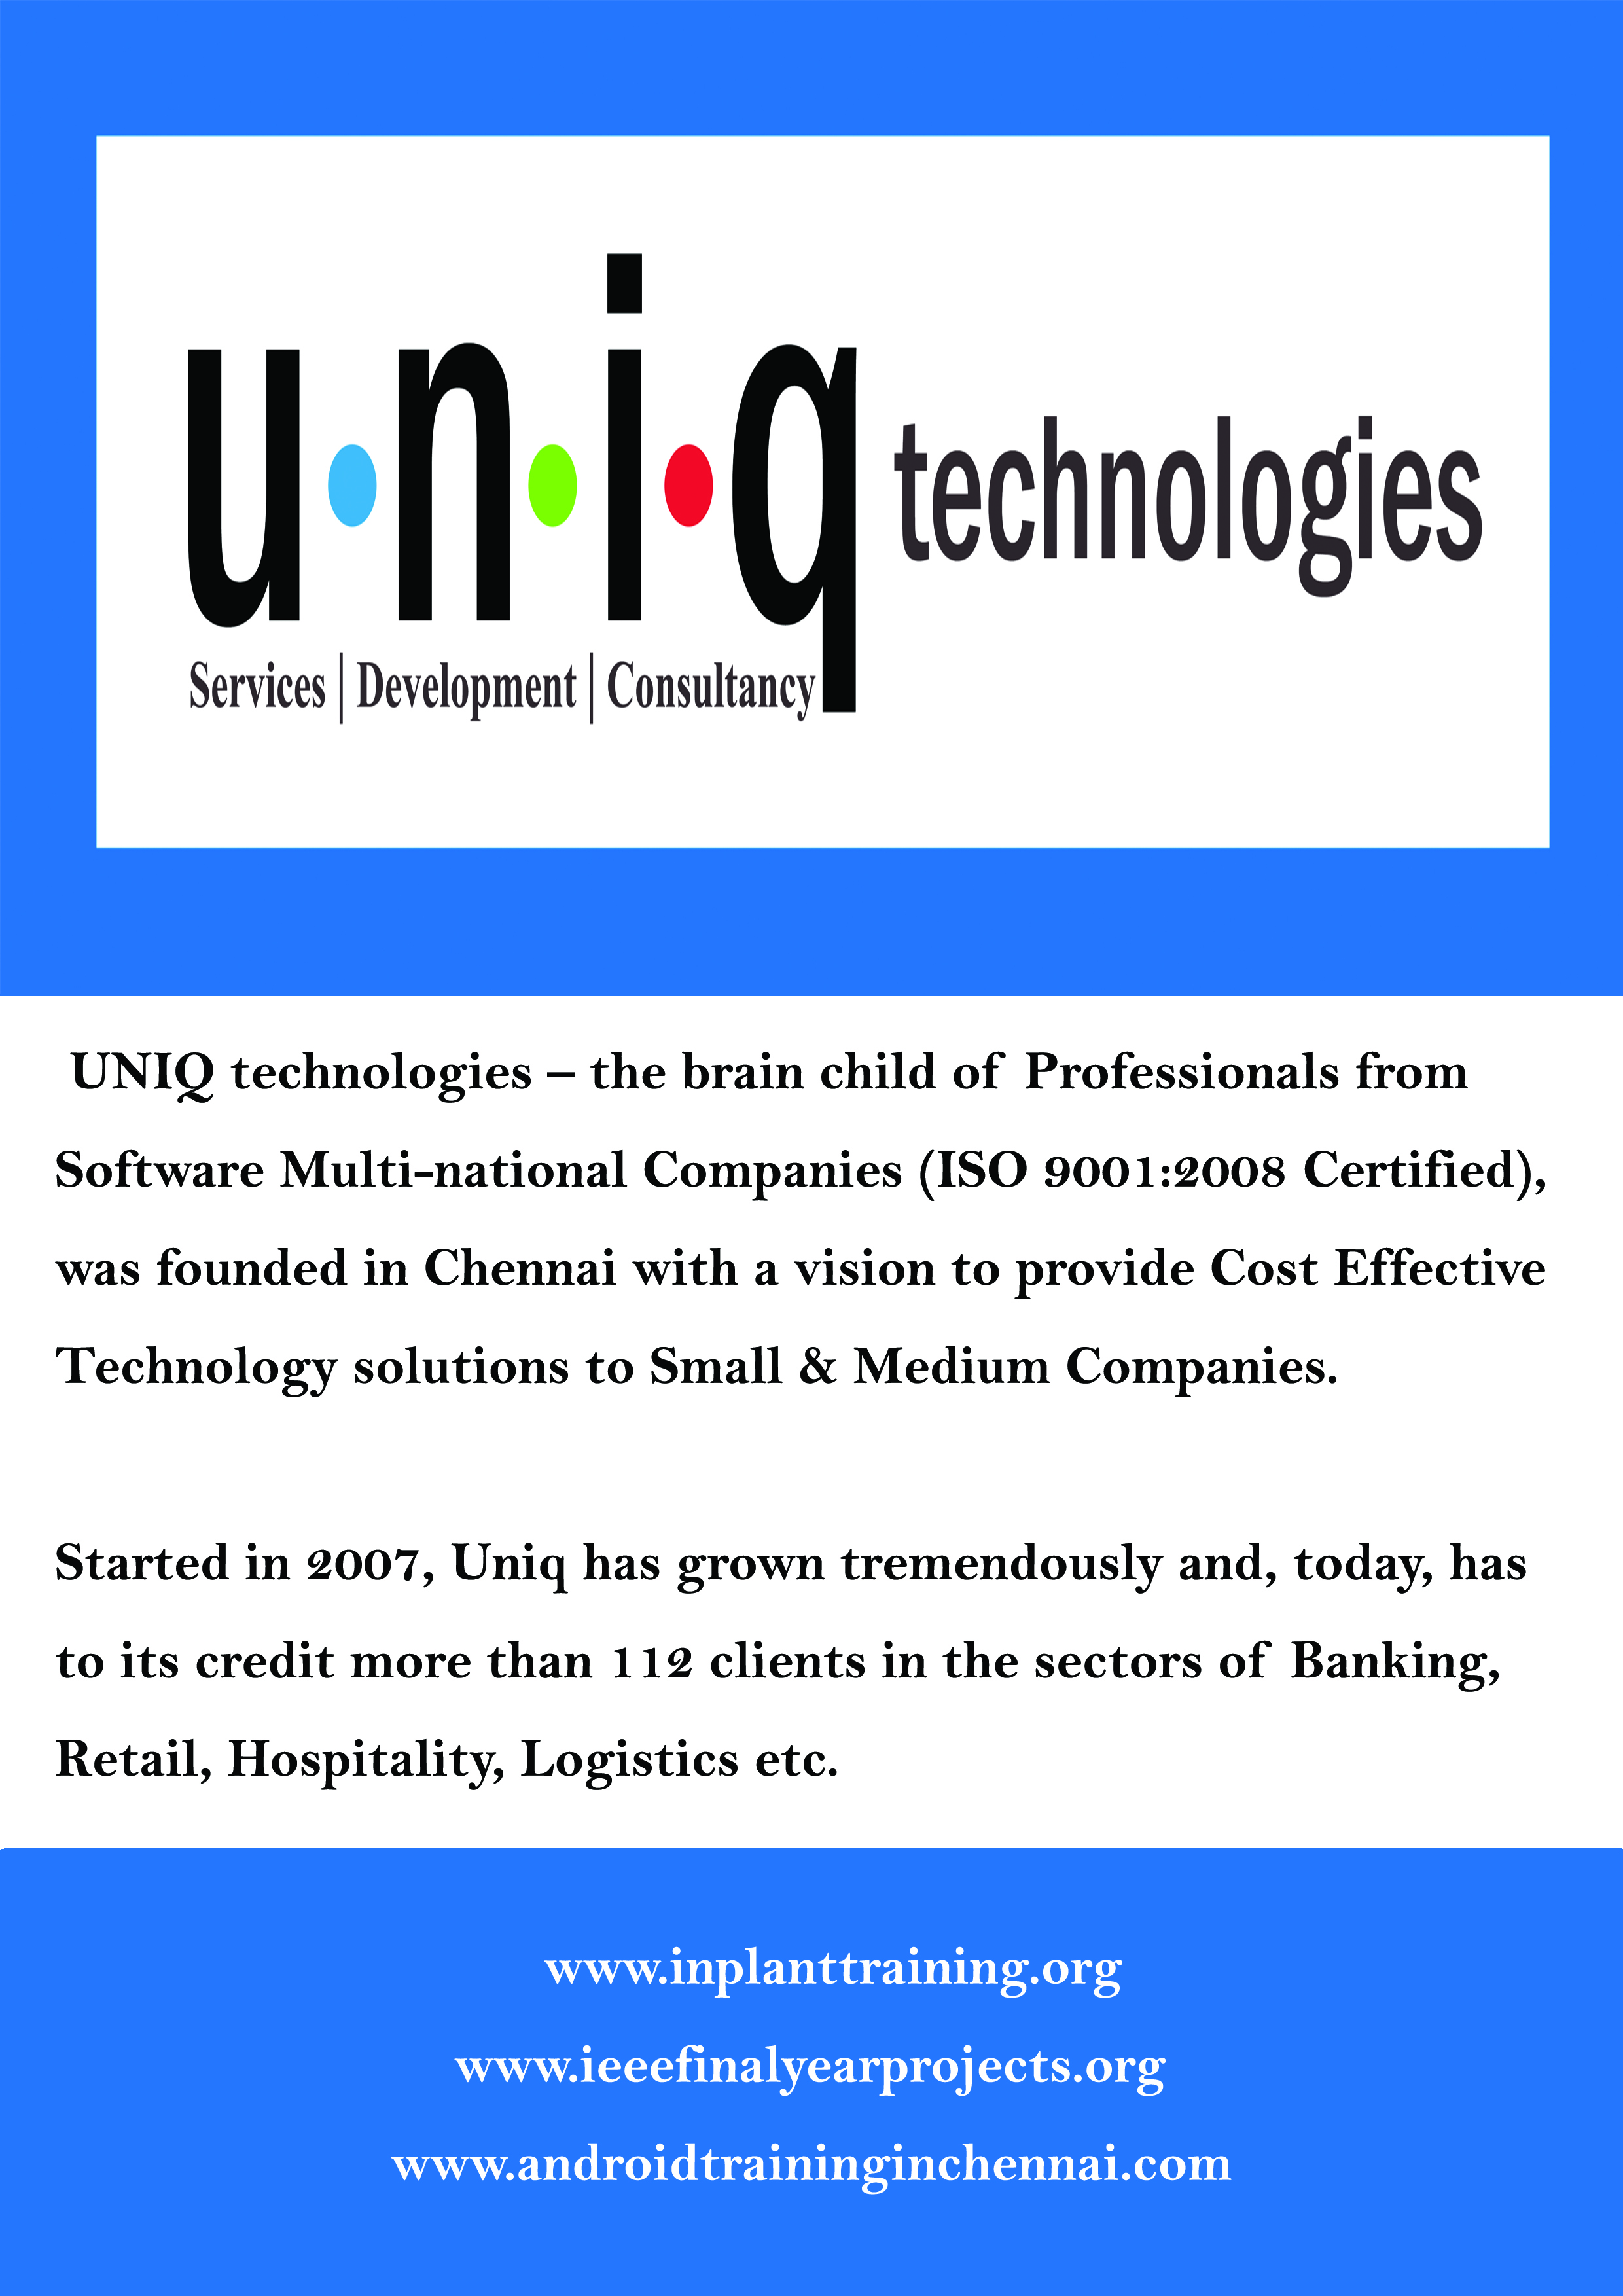 u·n·i·q technologies
Services | Development | Consultancy
UNIQ technologies – the brain child of Professionals from
Software Multi-national Companies (ISO 9001:2008 Certified),
was founded in Chennai with a vision to provide Cost Effective
Technology solutions to Small & Medium Companies.
Started in 2007, Uniq has grown tremendously and, today, has
to its credit more than 112 clients in the sectors of Banking,
Retail, Hospitality, Logistics etc.
www.inplanttraining.org
www.ieeefinalyearprojects.org
www.androidtraininginchennai.com